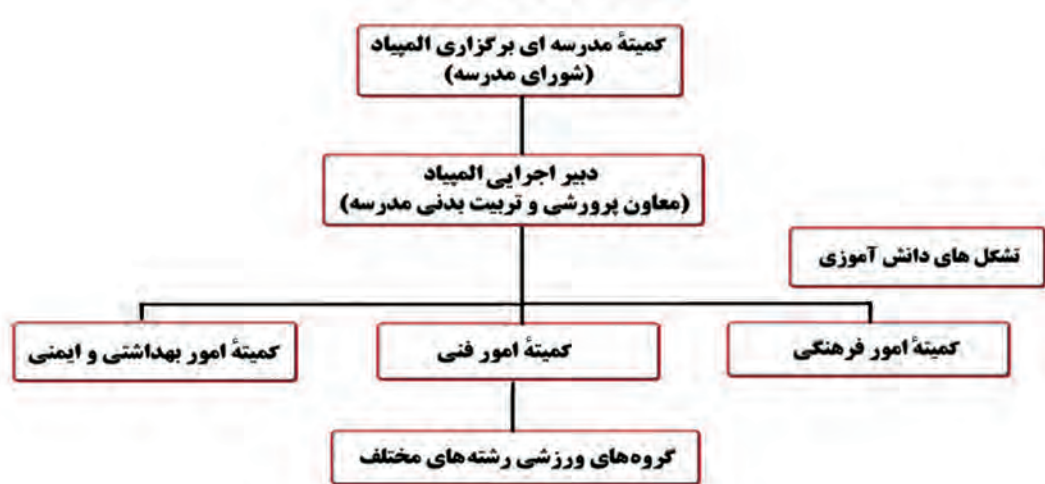 کمیتهٔ مدرسه ای برگزاری المپیاد
(شورای مدرسه)
دبیر اجرایی المپیاد
(معاون پرورشی و تربیت بدنی مدرسه)
تشکل های دانش آموزی
کمیتهٔ امور فرهنگی
کمیتهٔ امور فنی
کمیتهٔ امور بهداشتی و ایمنی
گروه‌های ورزشی رشته‌های مختلف